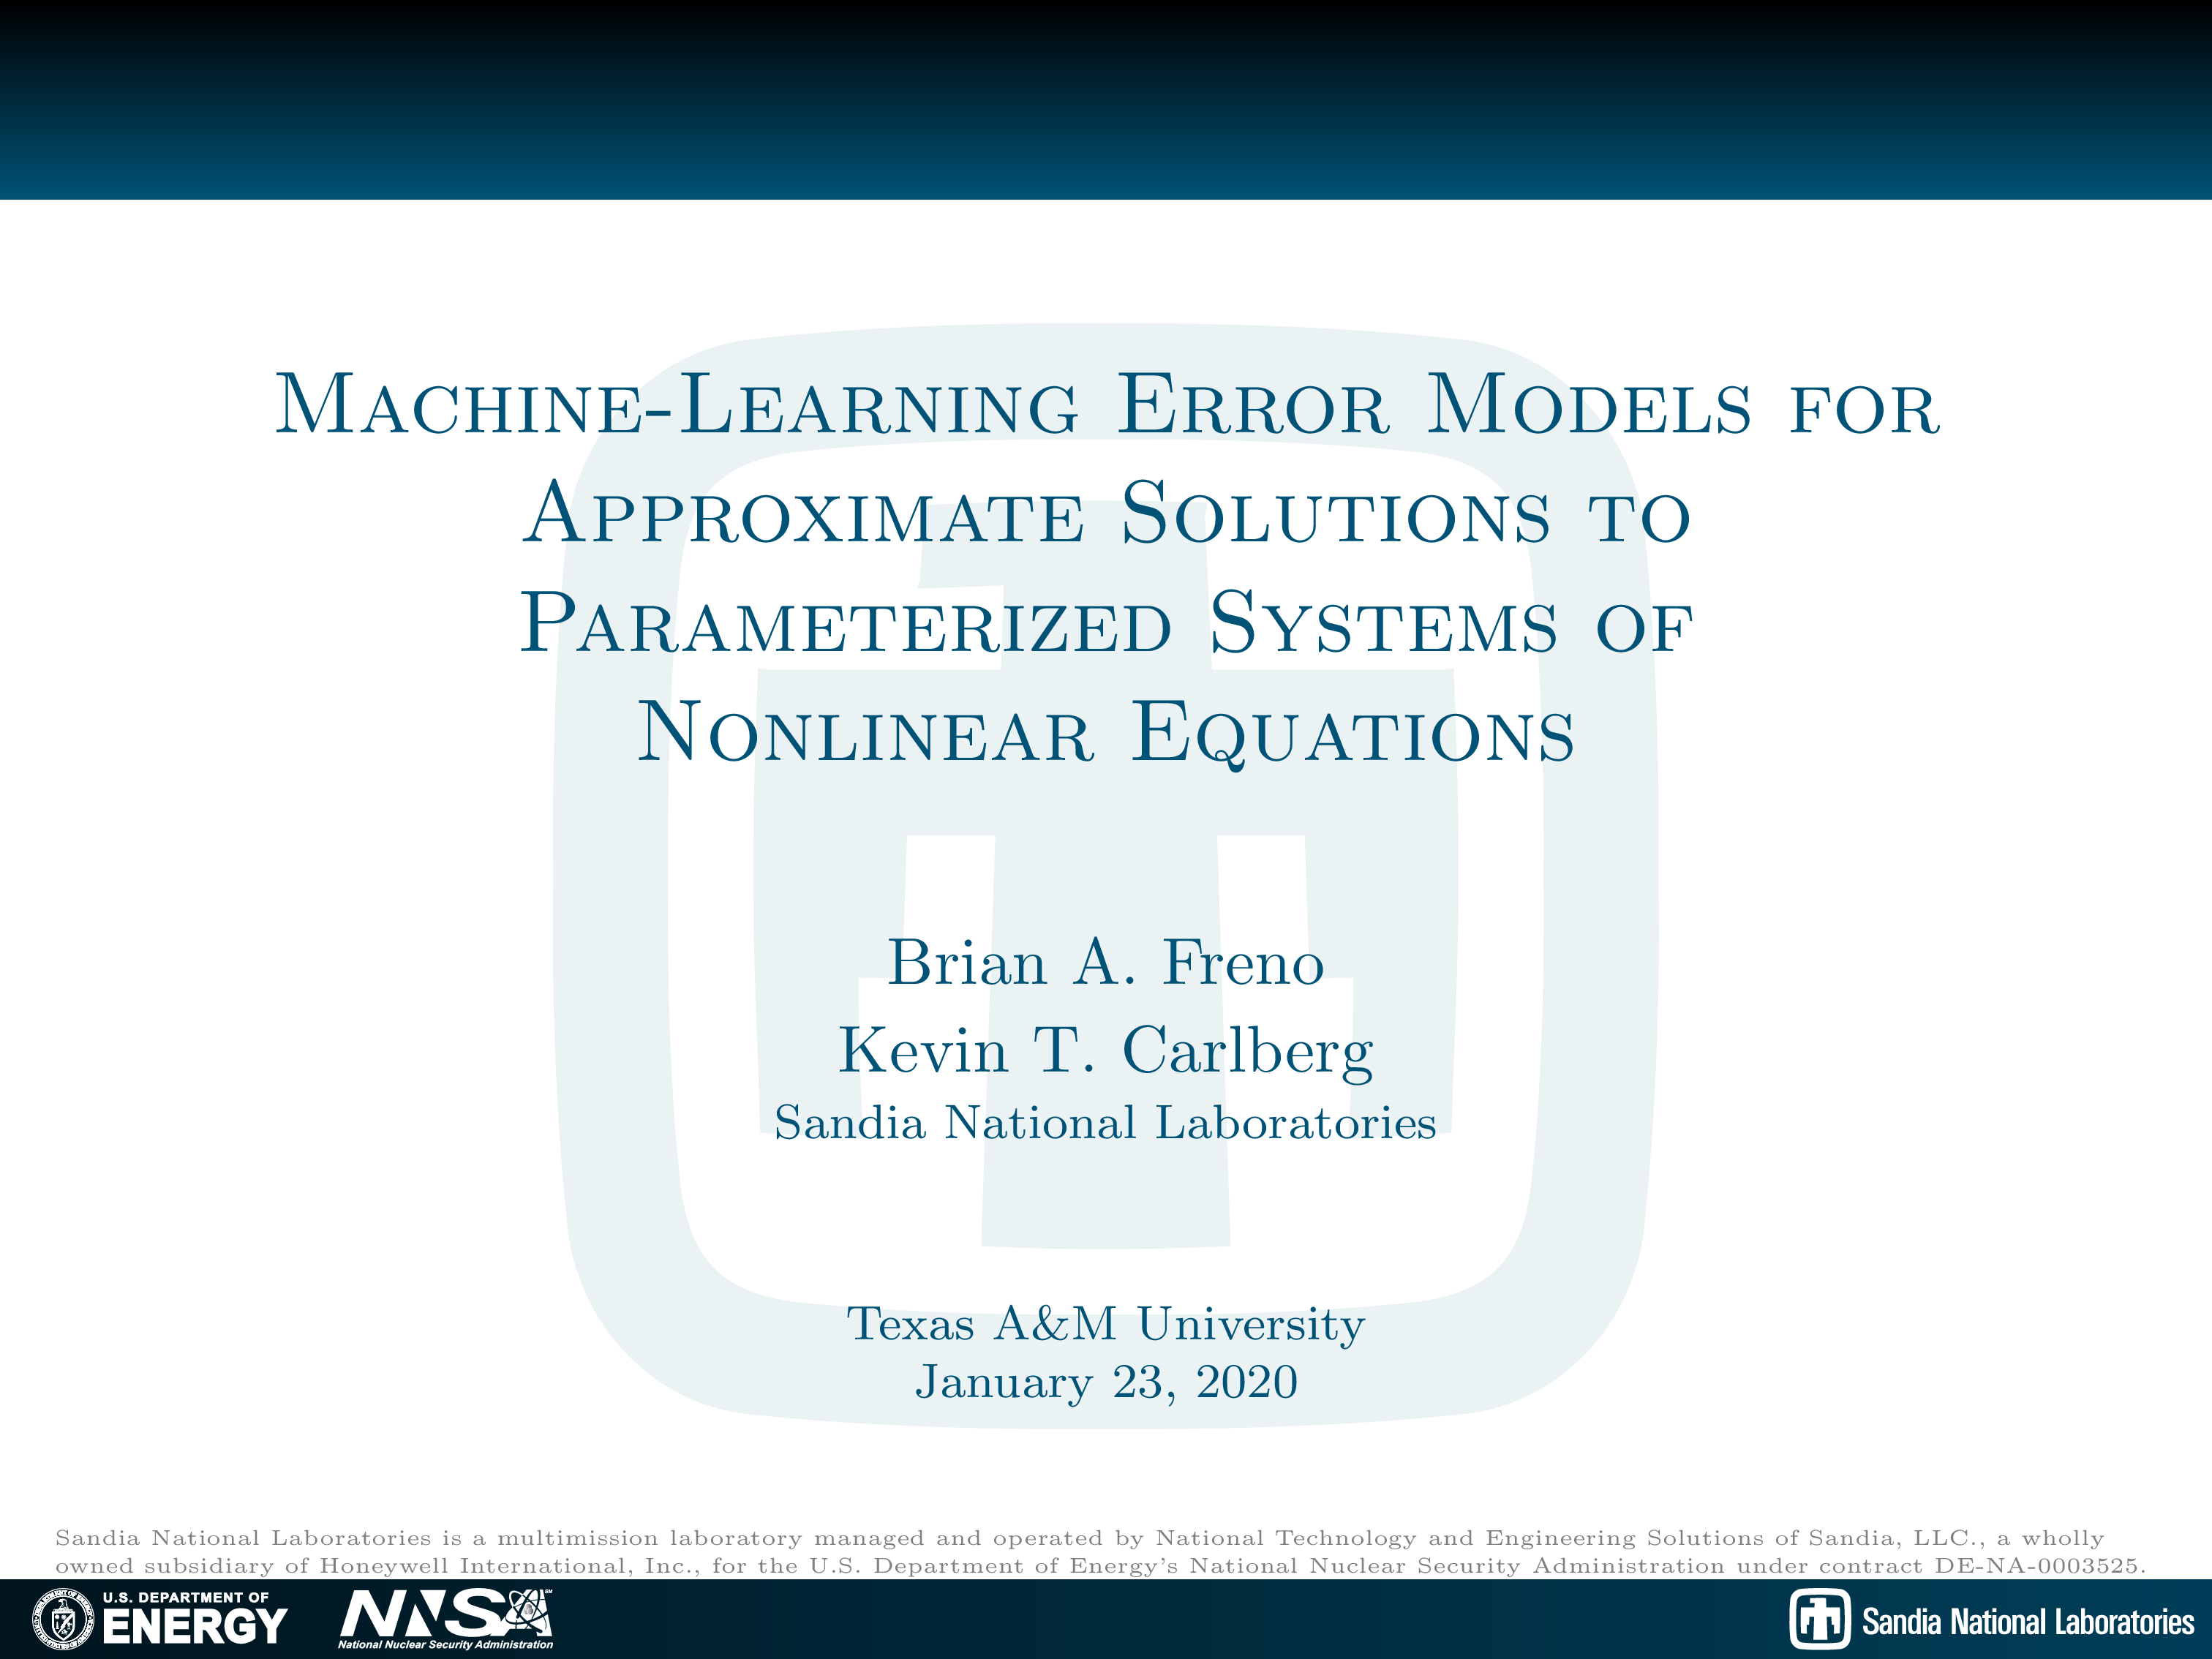 Machine-Learning Error Models for
Approximate Solutions to
Parameterized Systems of
Nonlinear Equations
Brian A. Freno
Kevin T. Carlberg
Sandia National Laboratories
Texas A&M University
January 23, 2020
Sandia National Laboratories is a multimission laboratory managed and operated by National Technology and Engineering Solutions of Sandia, LLC., a wholly
owned subsidiary of Honeywell International, Inc., for the U.S. Department of Energy's National Nuclear Security Administration under contract DE-NA-0003525.
U.S. DEPARTMENT OF
ENERGY
NNSA
National Nuclear Security Administration
Sandia National Laboratories